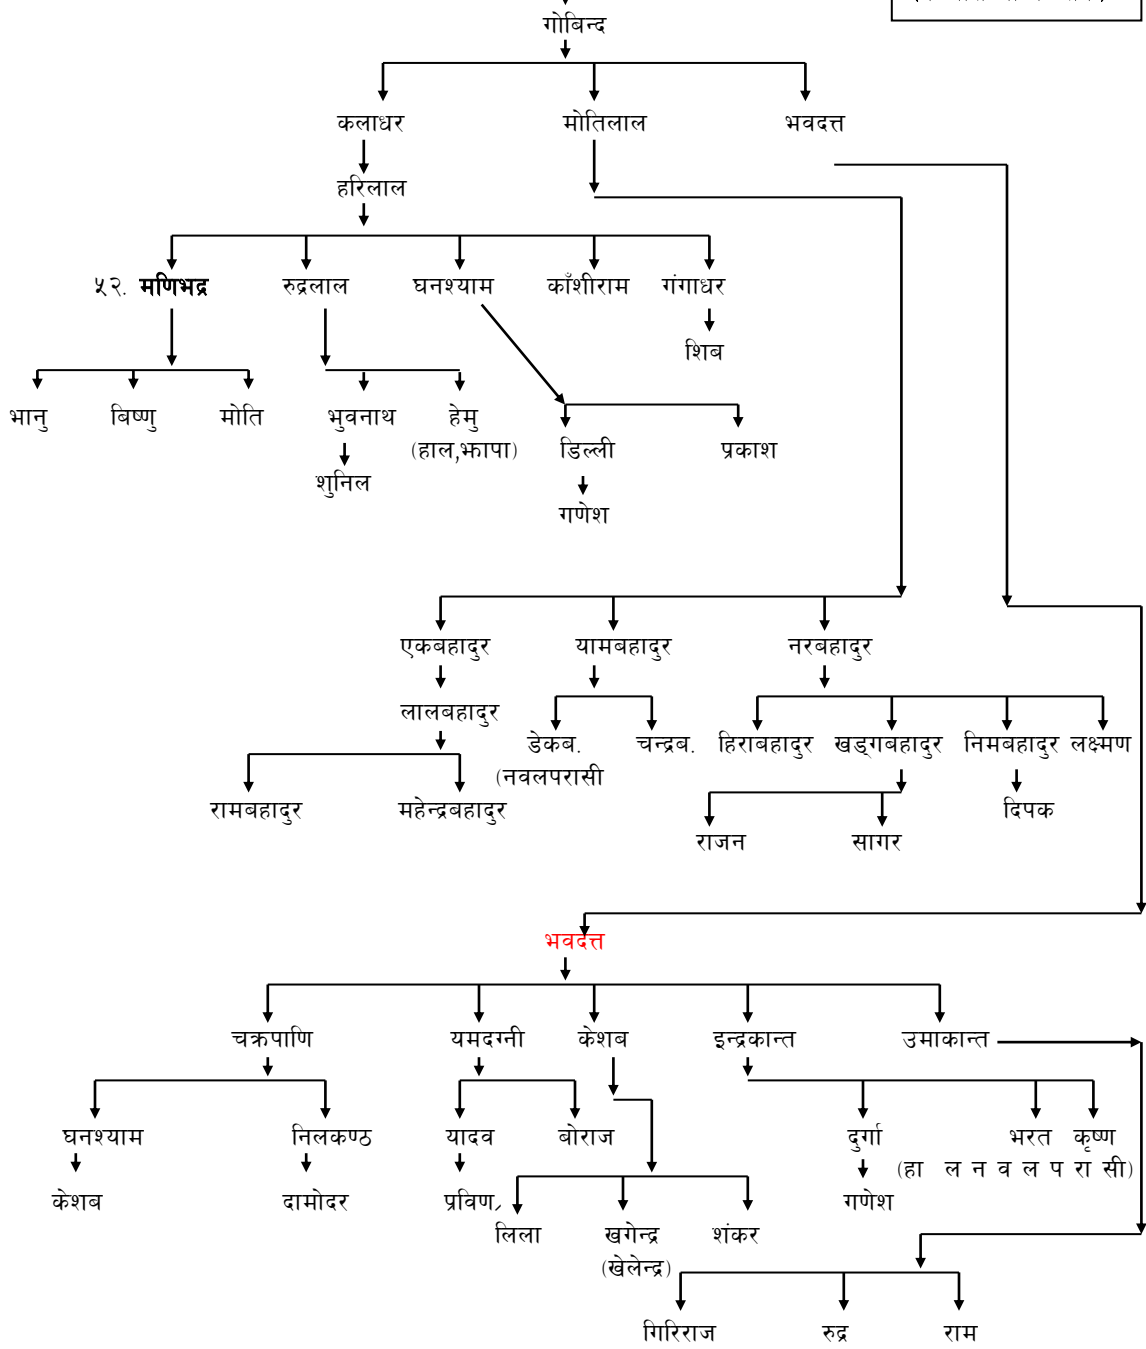 गोबिन्द
कलाधर मोतिलाल भवदत्त
हरिलाल
५२. मणिभद्र रुद्रलाल घनश्याम काँशीराम गंगाधर
शिब
भानु बिष्णु मोति भुवनाथ हेमु
(हाल,झापा) डिल्ली प्रकाश
शुनिल
गणेश
एकबहादुर यामबहादुर नरबहादुर
लालबहादुर
डेकब. चन्द्रब. हिराबहादुर खड्गबहादुर निमबहादुर लक्ष्मण
(नवलपरासी
रामबहादुर महेन्द्रबहादुर दिपक
राजन सागर
भवदत्त
चक्रपाणि यमदग्नी केशब इन्द्रकान्त उमाकान्त
घनश्याम निलकण्ठ यादव बोराज दुर्गा भरत कृष्ण
(हा ल न व ल प रा सी)
केशब दामोदर प्रविण, गणेश
लिला खगेन्द्र शंकर
(खेलेन्द्र)
गिरिराज रुद्र राम